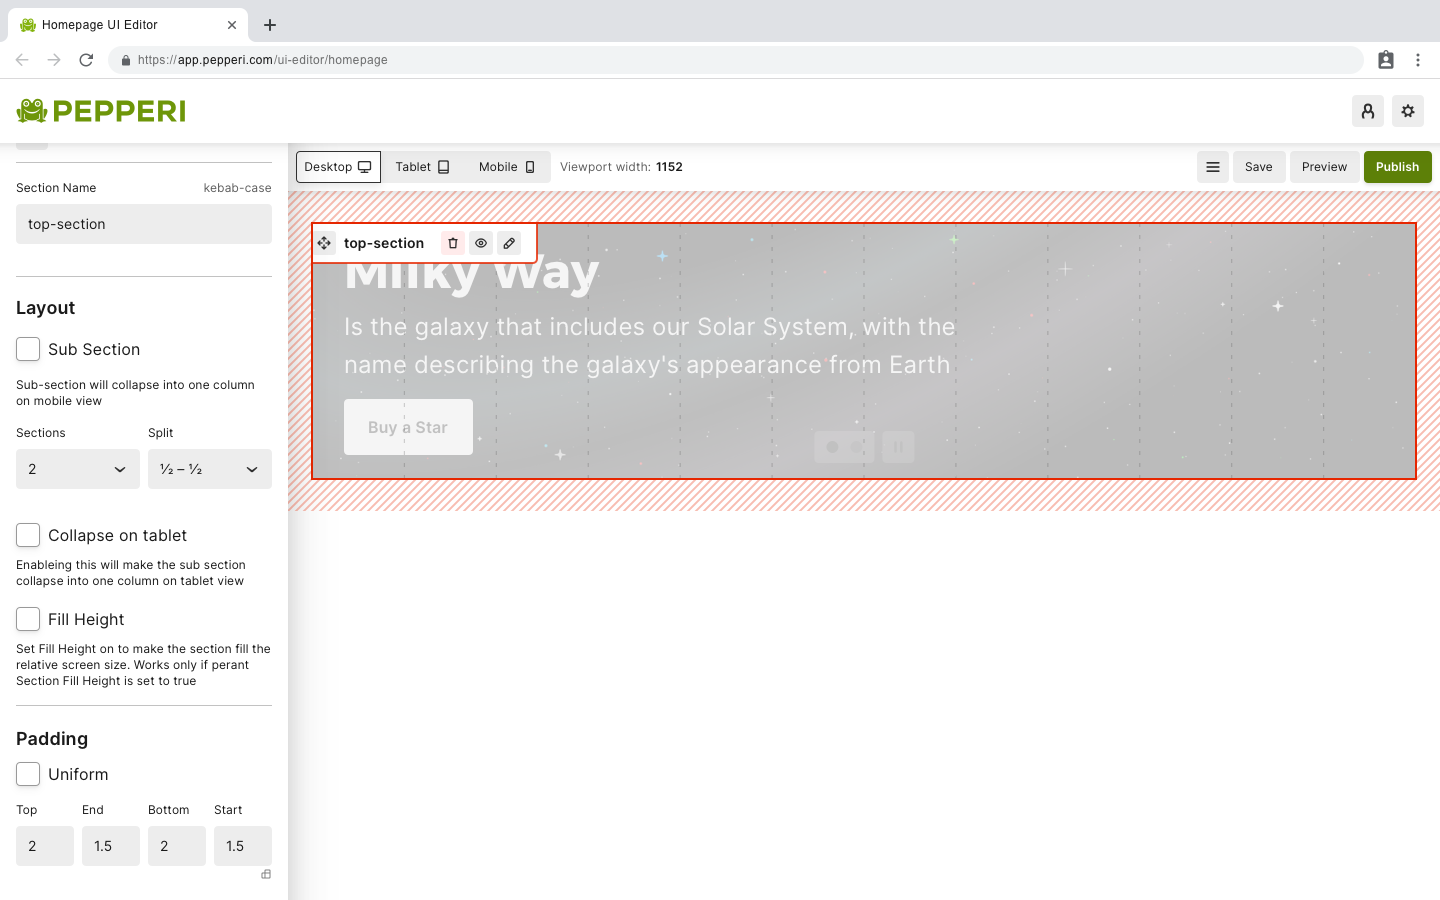 Homepage UI Editor
https://app.pepperi.com/ui-editor/homepage
PEPPERI
Section Name kebab-case
top-section
Layout
Sub Section
Sub-section will collapse into one column
on mobile view
Sections Split
2 ½ – ½
Collapse on tablet
Enableing this will make the sub section
collapse into one column on tablet view
Fill Height
Set Fill Height on to make the section fill the
relative screen size. Works only if perant
Section Fill Height is set to true
Padding
Uniform
Top End Bottom Start
2 1.5 2 1.5
Desktop Tablet Mobile Viewport width: 1152 Save Preview Publish
top-section
Milky Way
Is the galaxy that includes our Solar System, with the
name describing the galaxy's appearance from Earth
Buy a Star